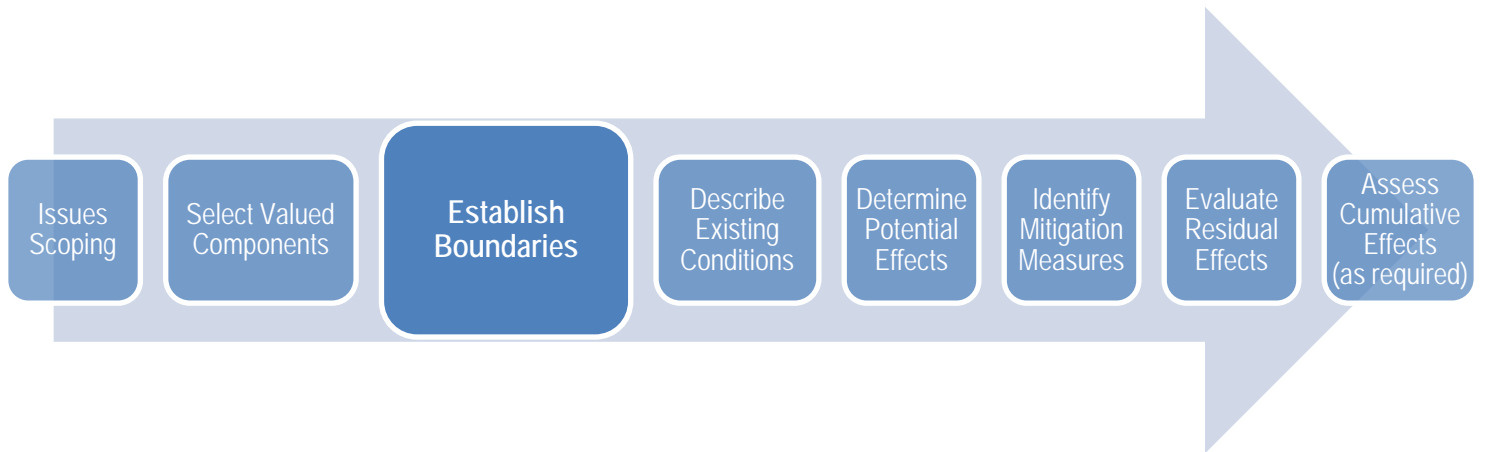 Issues
Scoping
Select Valued
Components
Establish
Boundaries
Describe
Existing
Conditions
Determine
Potential
Effects
Identify
Mitigation
Measures
Evaluate
Residual
Effects
Assess
Cumulative
Effects
(as required)